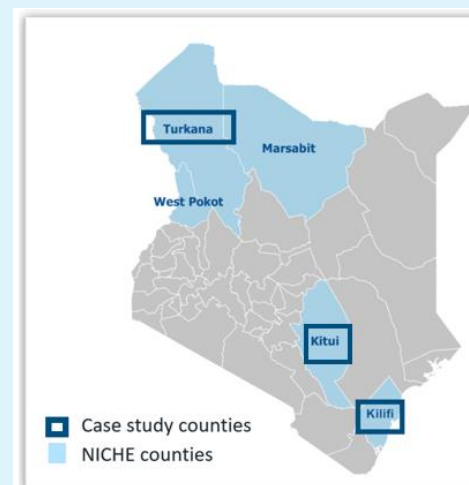 Turkana
Marsabit
West Pokot
Kitui
Kilifi
Case study counties
NICHE counties